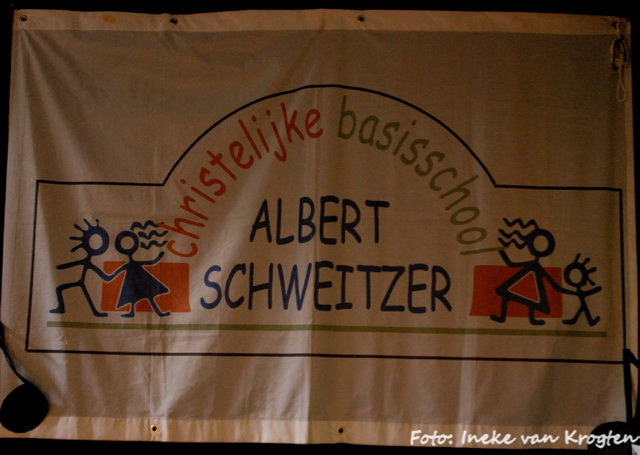 christelijke basisschool
ALBERT
SCHWEITZER
Foto: Ineke van Krogten